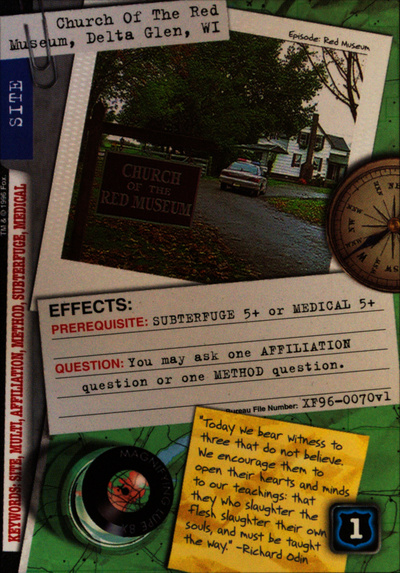 Church Of The Red
Museum, Delta Glen, WI
Episode: Red Museum
SITE
TM & © 1996 Fox.
KEYWORDS: SITE, MULTI, AFFILIATION, METHOD, SUBTERFUGE, MEDICAL
CHURCH
OF THE
RED MUSEUM
EFFECTS:
PREREQUISITE: SUBTERFUGE 5+ or MEDICAL 5+
QUESTION: You may ask one AFFILIATION
question or one METHOD question.
Bureau File Number: XF96-0070v1
"Today we bear witness to
three that do not believe.
We encourage them to
open their hearts and minds
to our teachings: that
they who slaughter the
flesh slaughter their own
souls, and must be taught
the way." -Richard Odin
1